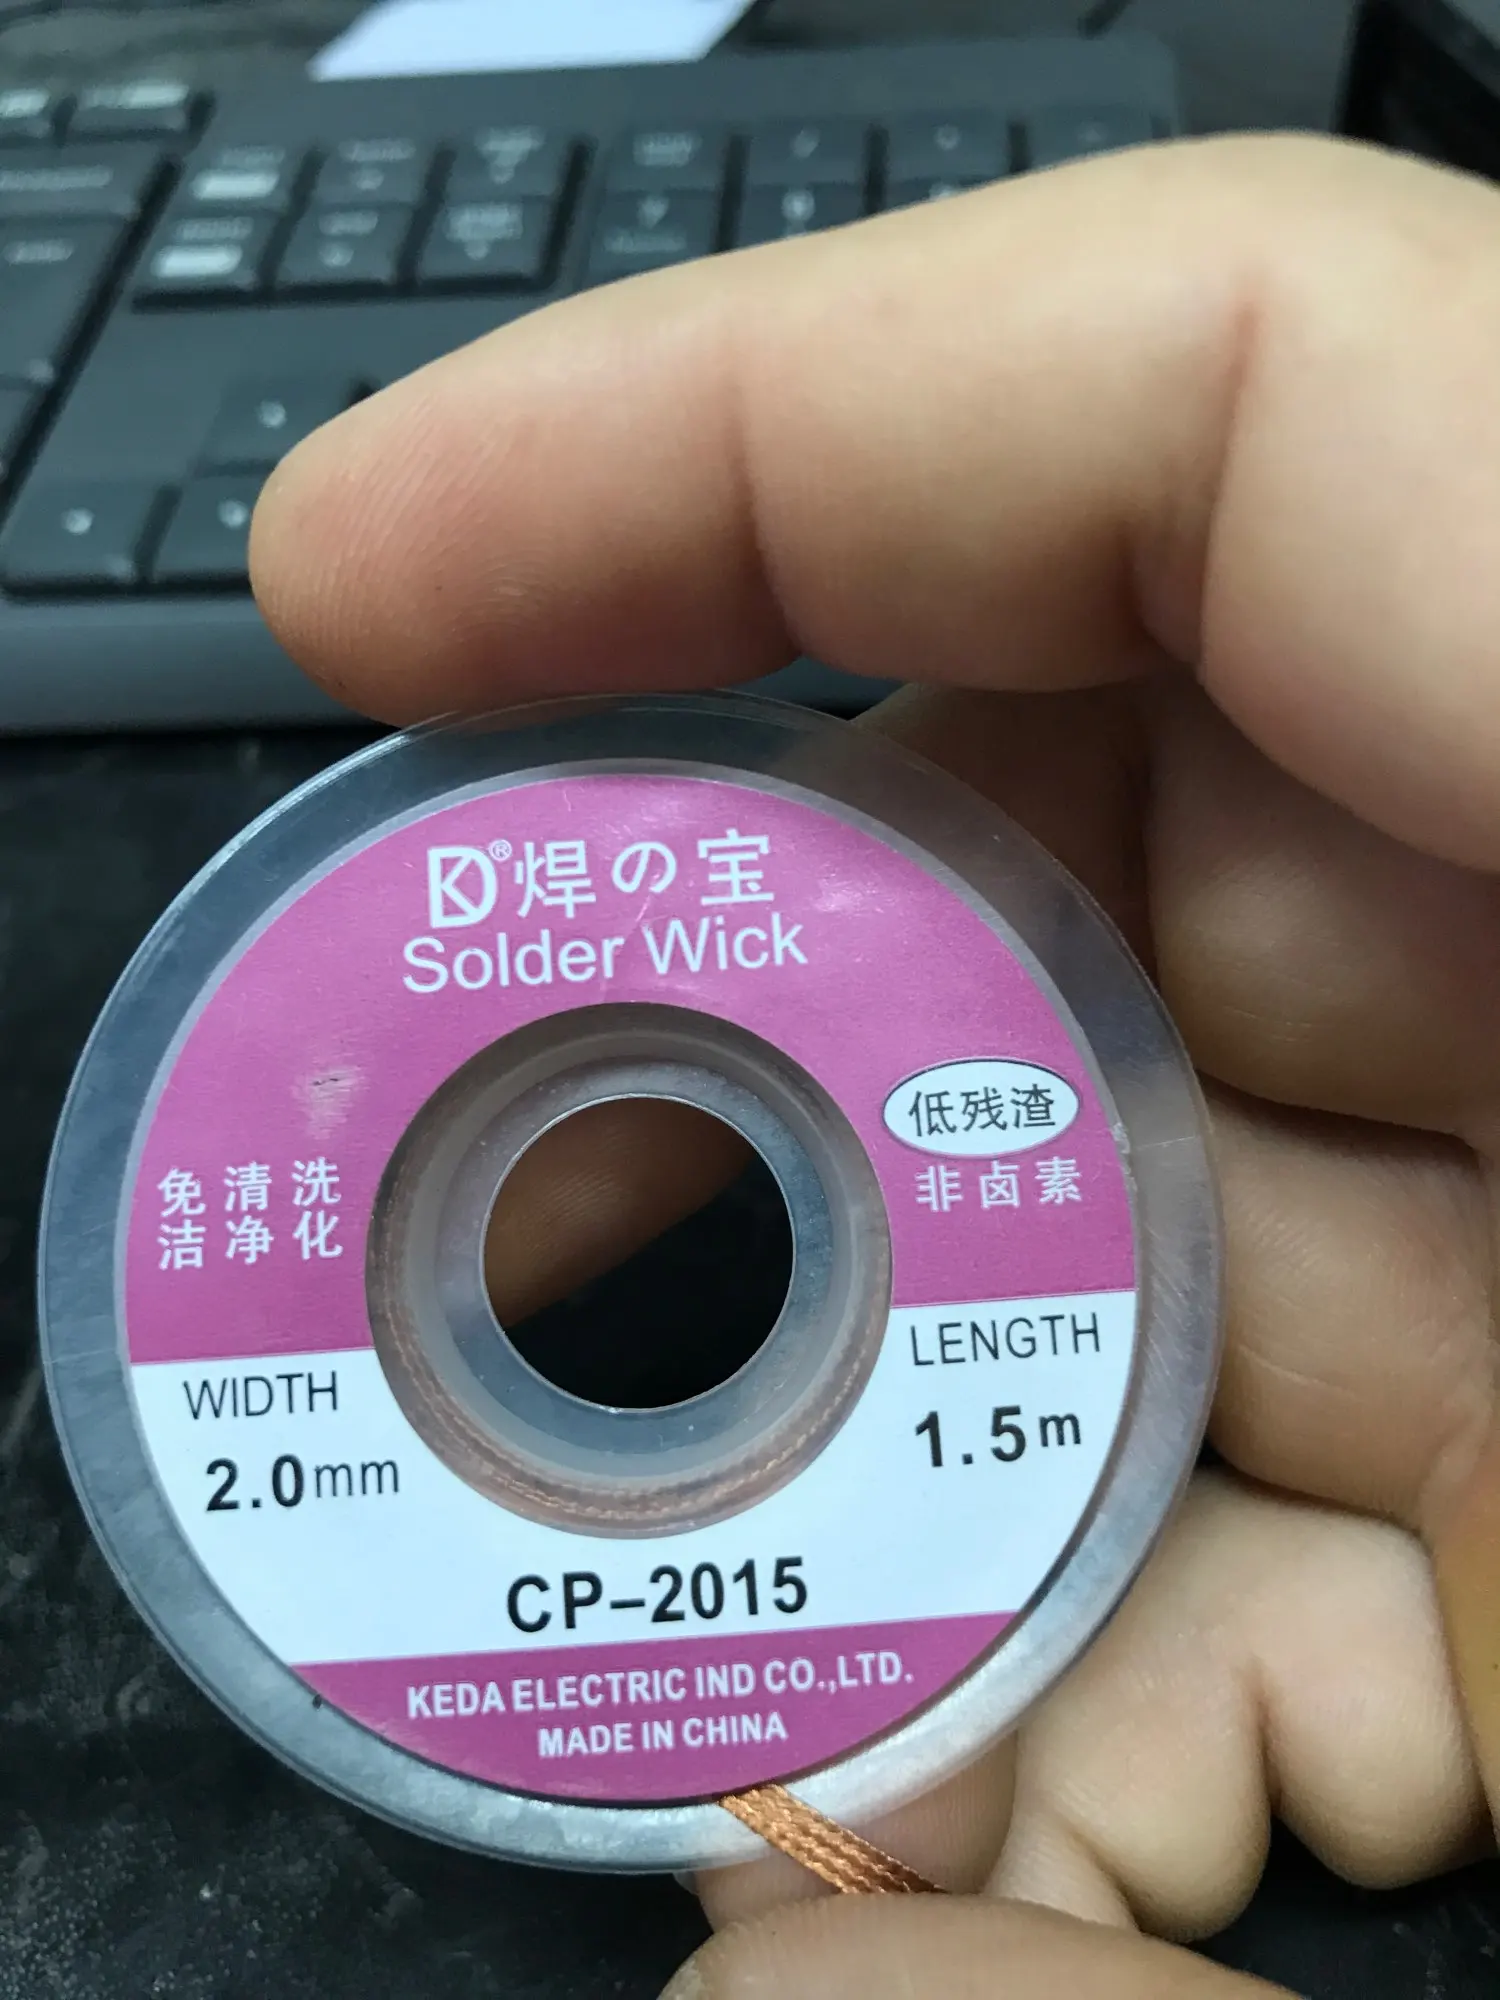 KD® 焊の宝
Solder Wick
低残渣
非卤素
免清洗
洁净化
WIDTH
2.0mm
LENGTH
1.5m
CP-2015
KEDA ELECTRIC IND CO.,LTD.
MADE IN CHINA